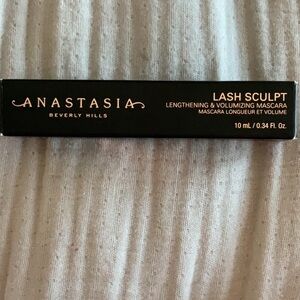 ANASTASIA
BEVERLY HILLS
LASH SCULPT
LENGTHENING & VOLUMIZING MASCARA
MASCARA LONGUEUR ET VOLUME
10 mL / 0.34 Fl. Oz.